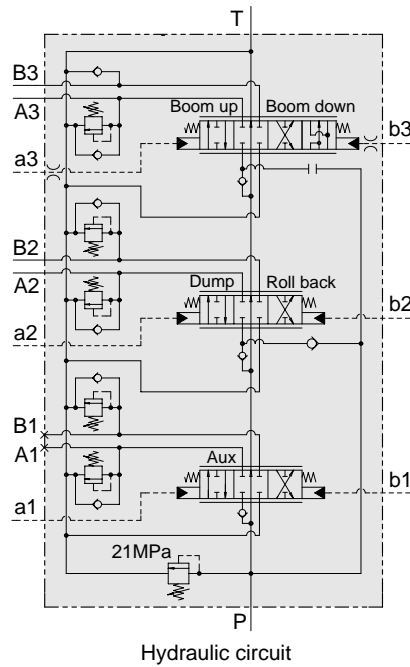 T
B3
A3
Boom up
Boom down
a3
b3
B2
A2
Dump
Roll back
a2
b2
B1
A1
Aux
a1
b1
21MPa
P
Hydraulic circuit